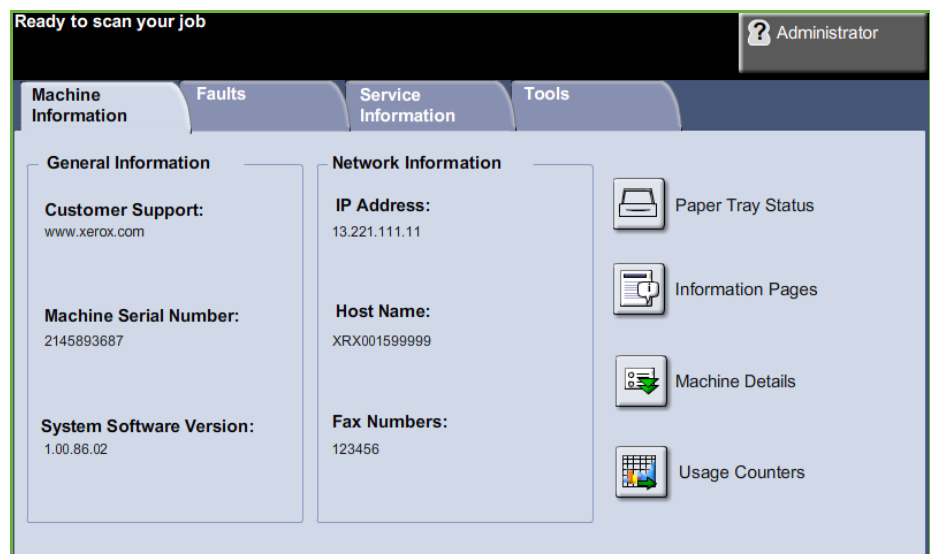 Ready to scan your job
Administrator
Machine
Information
Faults
Service
Information
Tools
General Information
Customer Support:
www.xerox.com
Machine Serial Number:
2145893687
System Software Version:
1.00.86.02
Network Information
IP Address:
13.221.111.11
Host Name:
XRX001599999
Fax Numbers:
123456
Paper Tray Status
Information Pages
Machine Details
Usage Counters